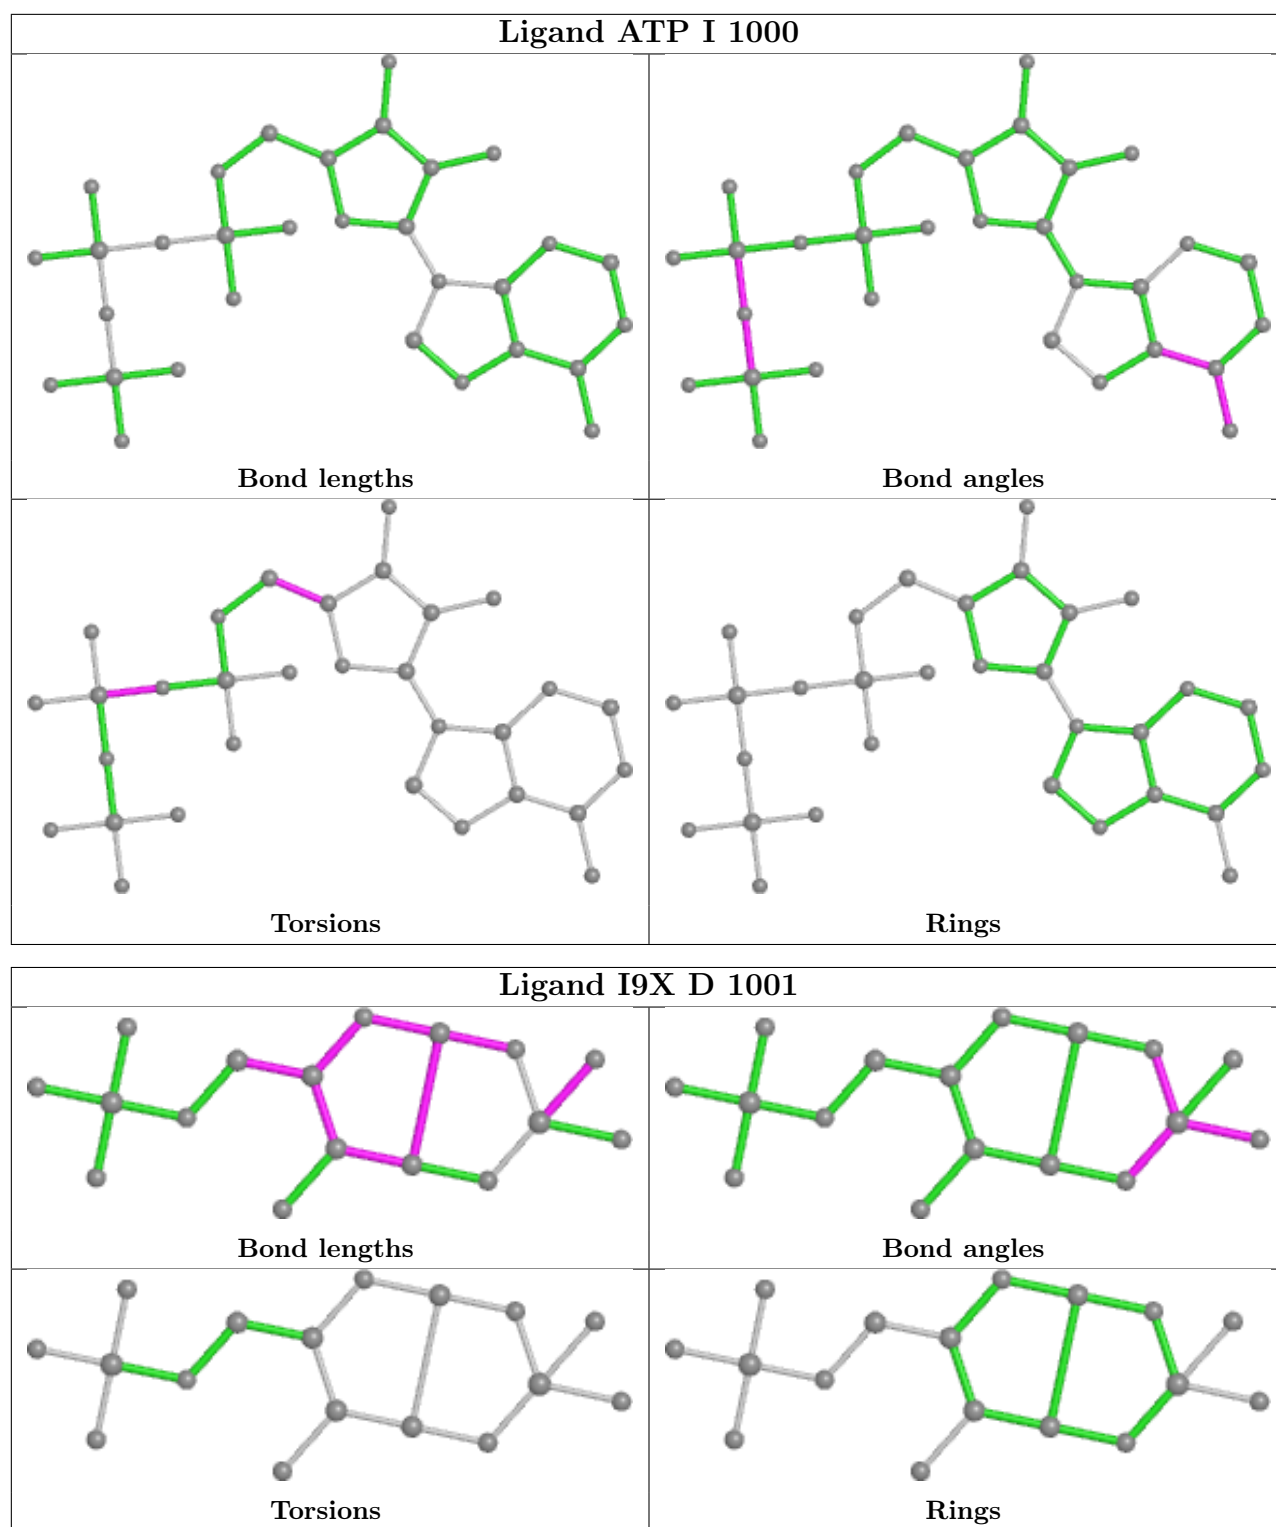 Ligand ATP I 1000
Bond lengths
Bond angles
Torsions
Rings
Ligand I9X D 1001
Bond lengths
Bond angles
Torsions
Rings